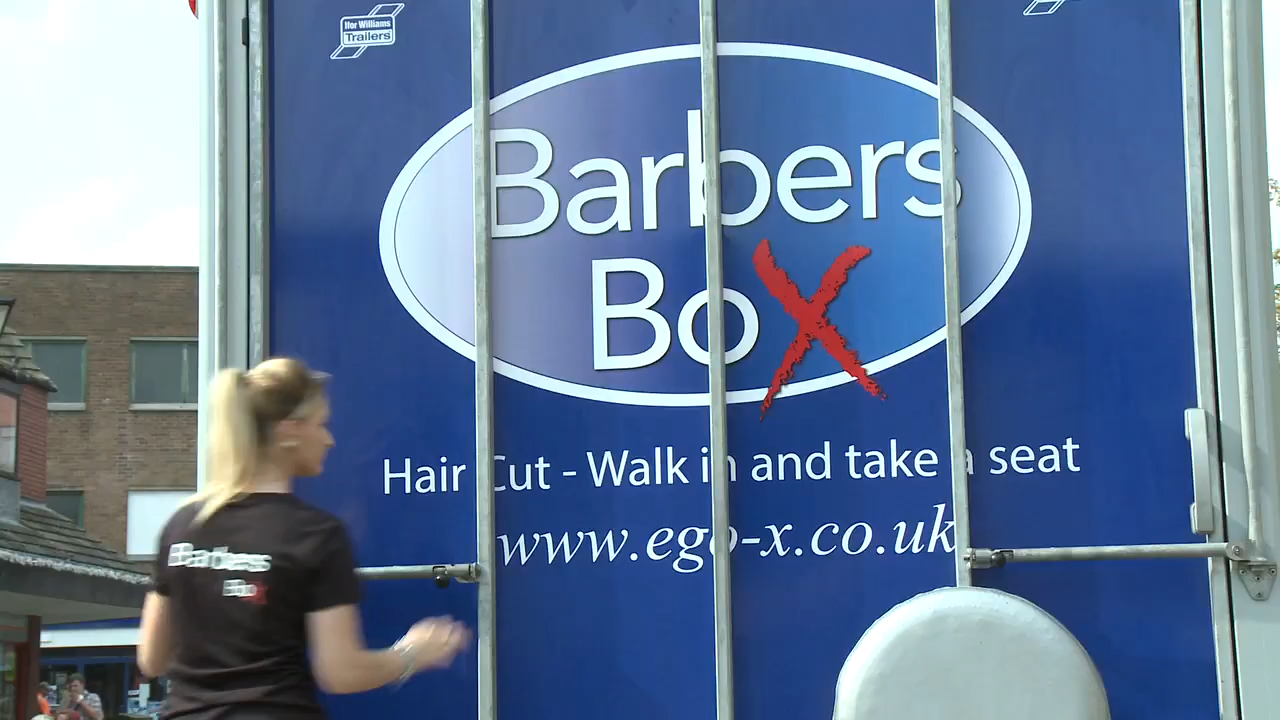 Ifor Williams
Trailers
Barbers
Box
Hair Cut - Walk in and take a seat
www.ego-x.co.uk
Barbers
Box